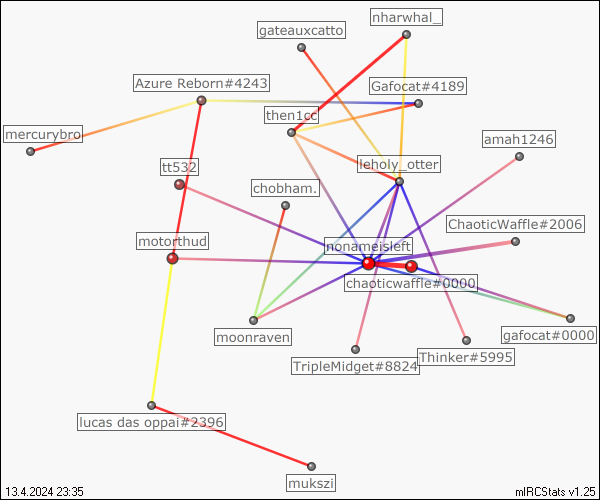 nharwhal_
gateauxcatto
Azure Reborn#4243
Gafocat#4189
then1cc
mercurybro
amah1246
leholy_otter
tt532
chobham.
ChaoticWaffle#2006
motorthud
nonameisleft
chaoticwaffle#0000
moonraven
gafocat#0000
TripleMidget#8824
Thinker#5995
lucas das oppai#2396
mukszi
13.4.2024 23:35
mIRCStats v1.25